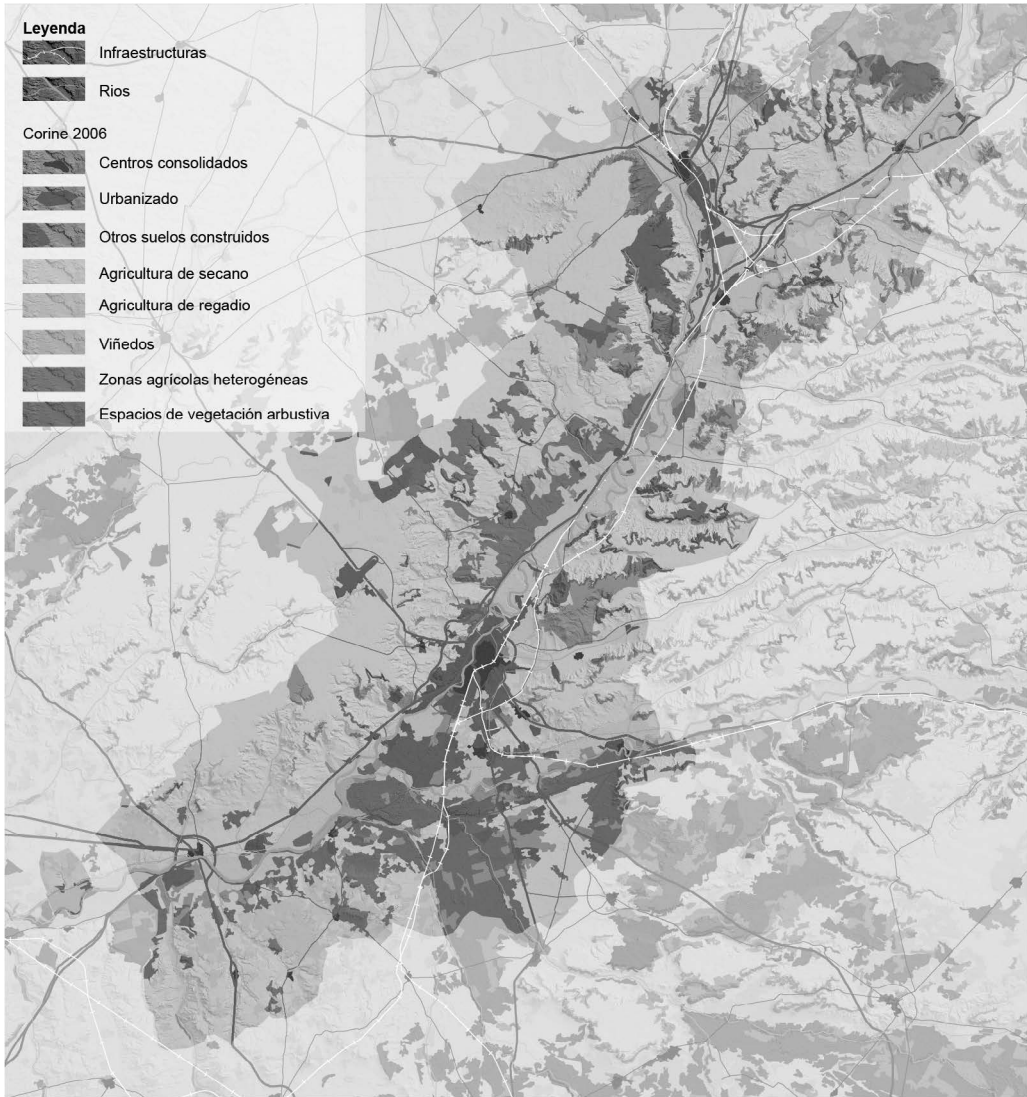 Leyenda
Infraestructuras
Rios
Corine 2006
Centros consolidados
Urbanizado
Otros suelos construidos
Agricultura de secano
Agricultura de regadio
Viñedos
Zonas agrícolas heterogéneas
Espacios de vegetación arbustiva